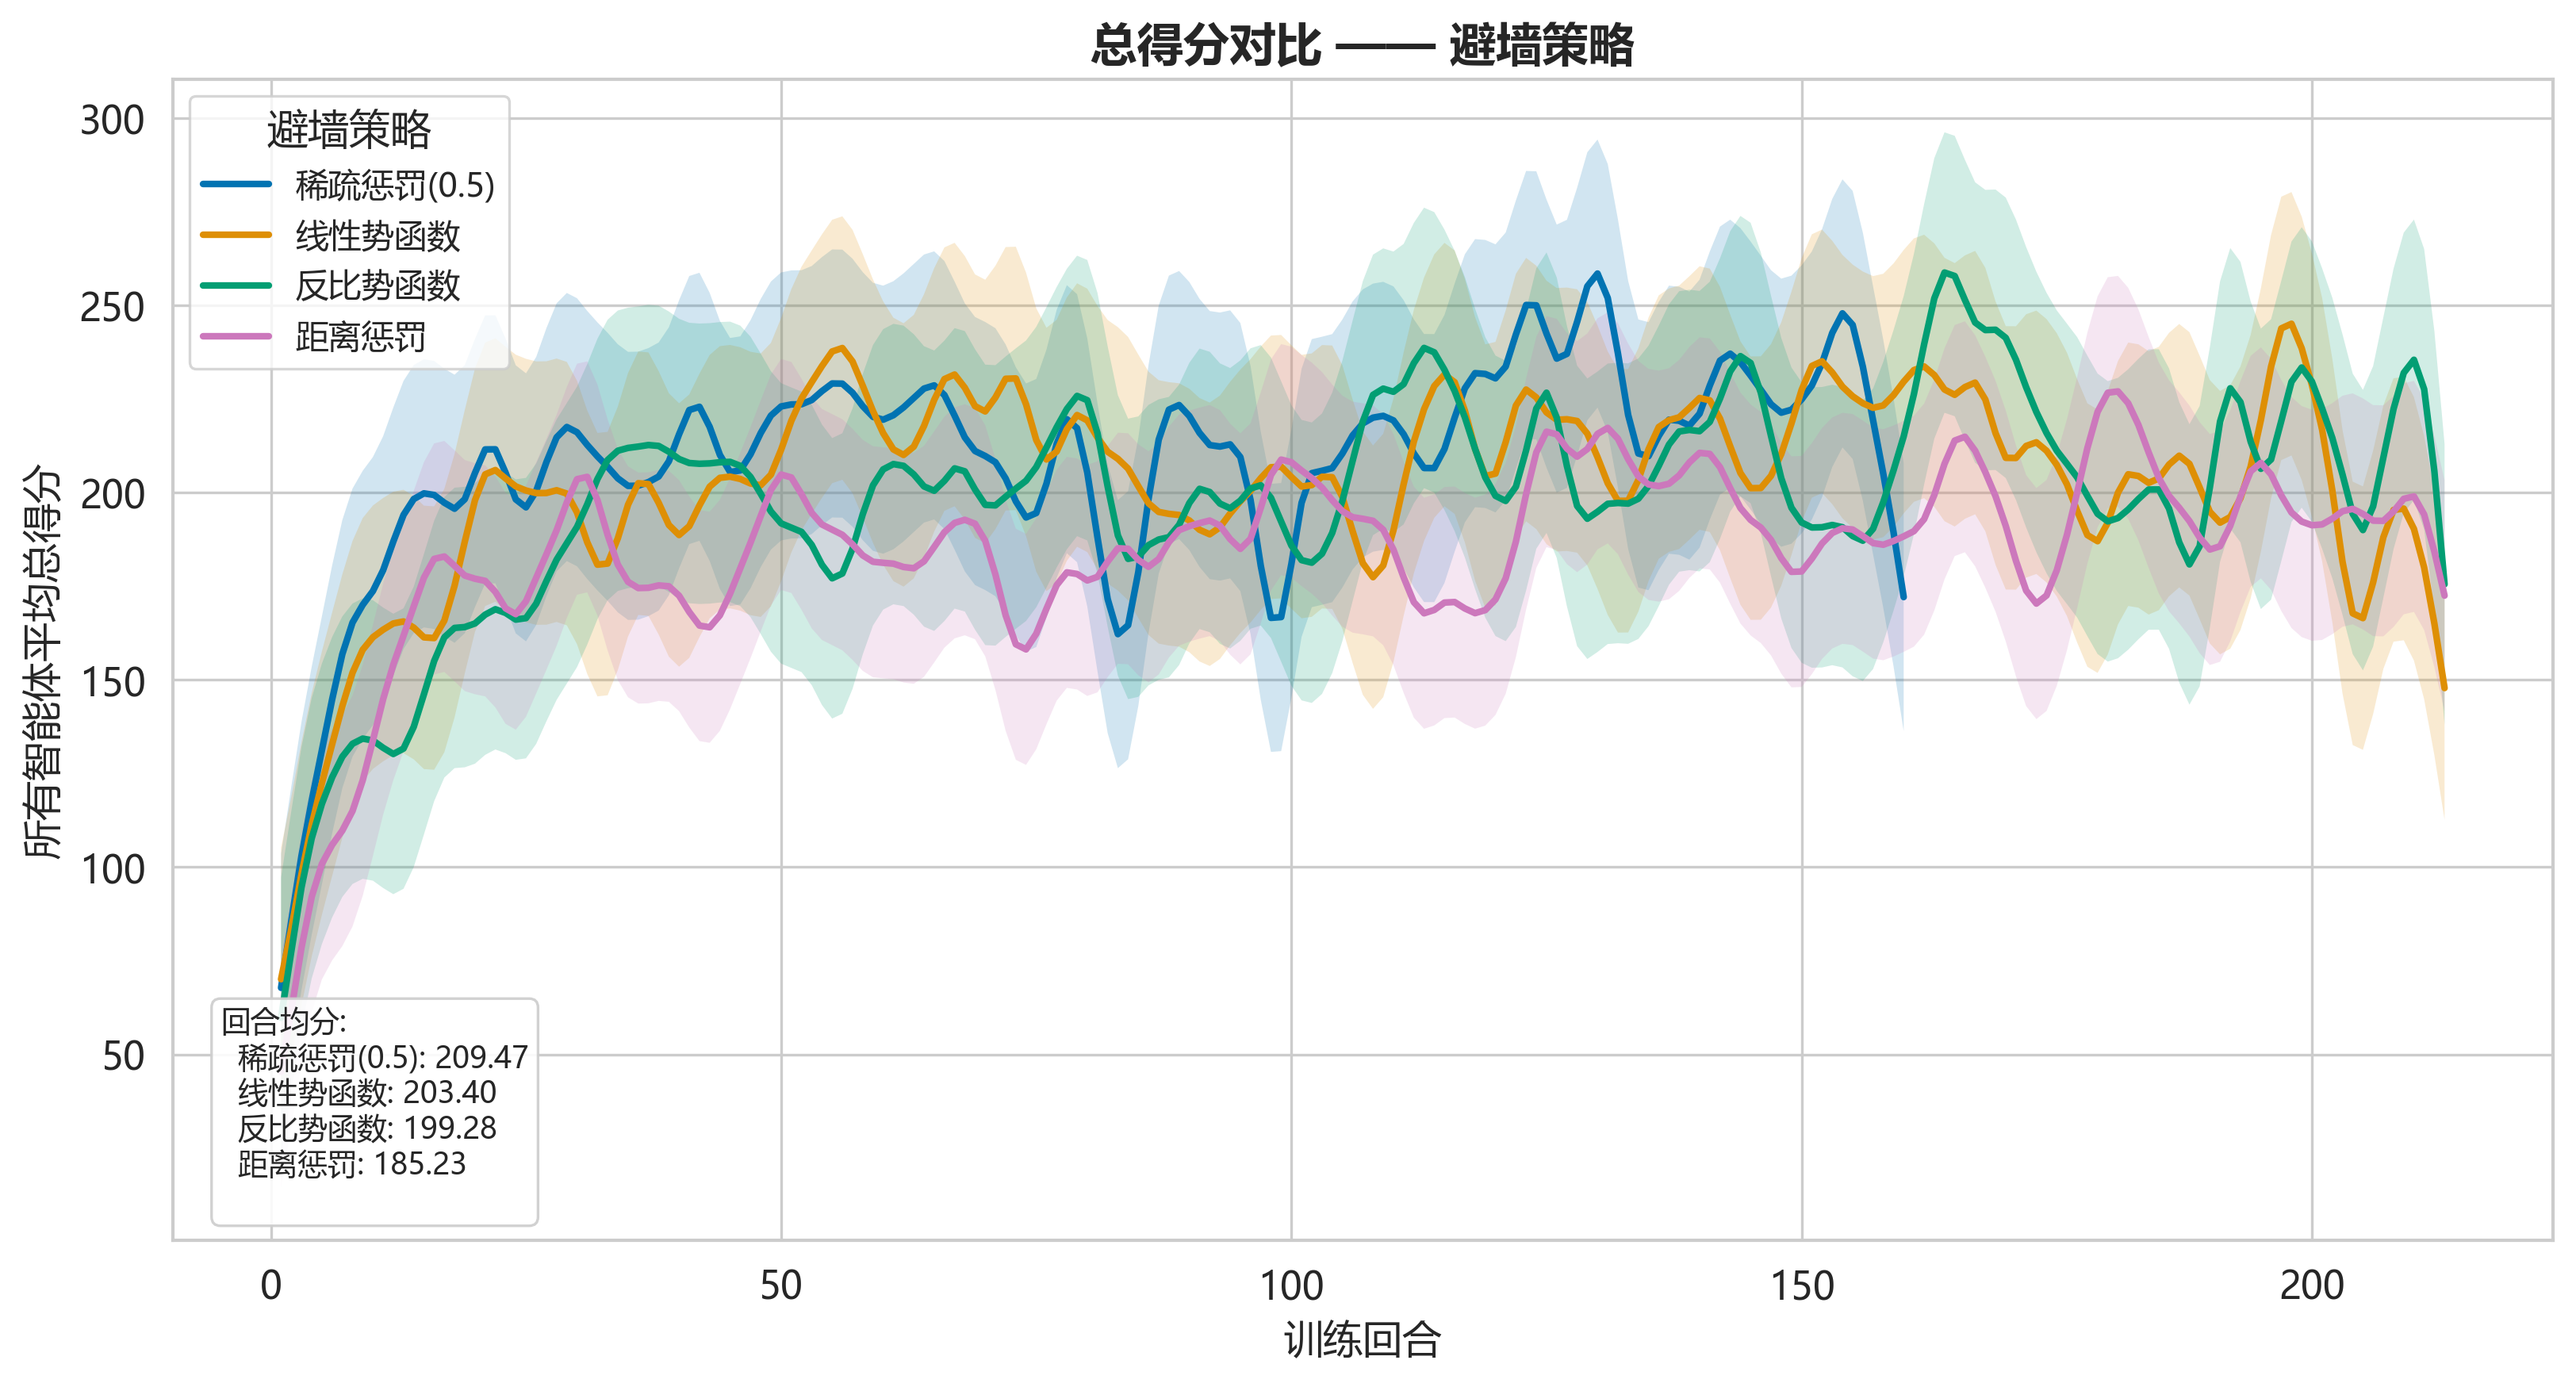 总得分对比 —— 避墙策略
300
250
200
150
100
50
所有智能体平均总得分
避墙策略
稀疏惩罚(0.5)
线性势函数
反比势函数
距离惩罚
回合均分:
稀疏惩罚(0.5): 209.47
线性势函数: 203.40
反比势函数: 199.28
距离惩罚: 185.23
0 50 100 150 200
训练回合